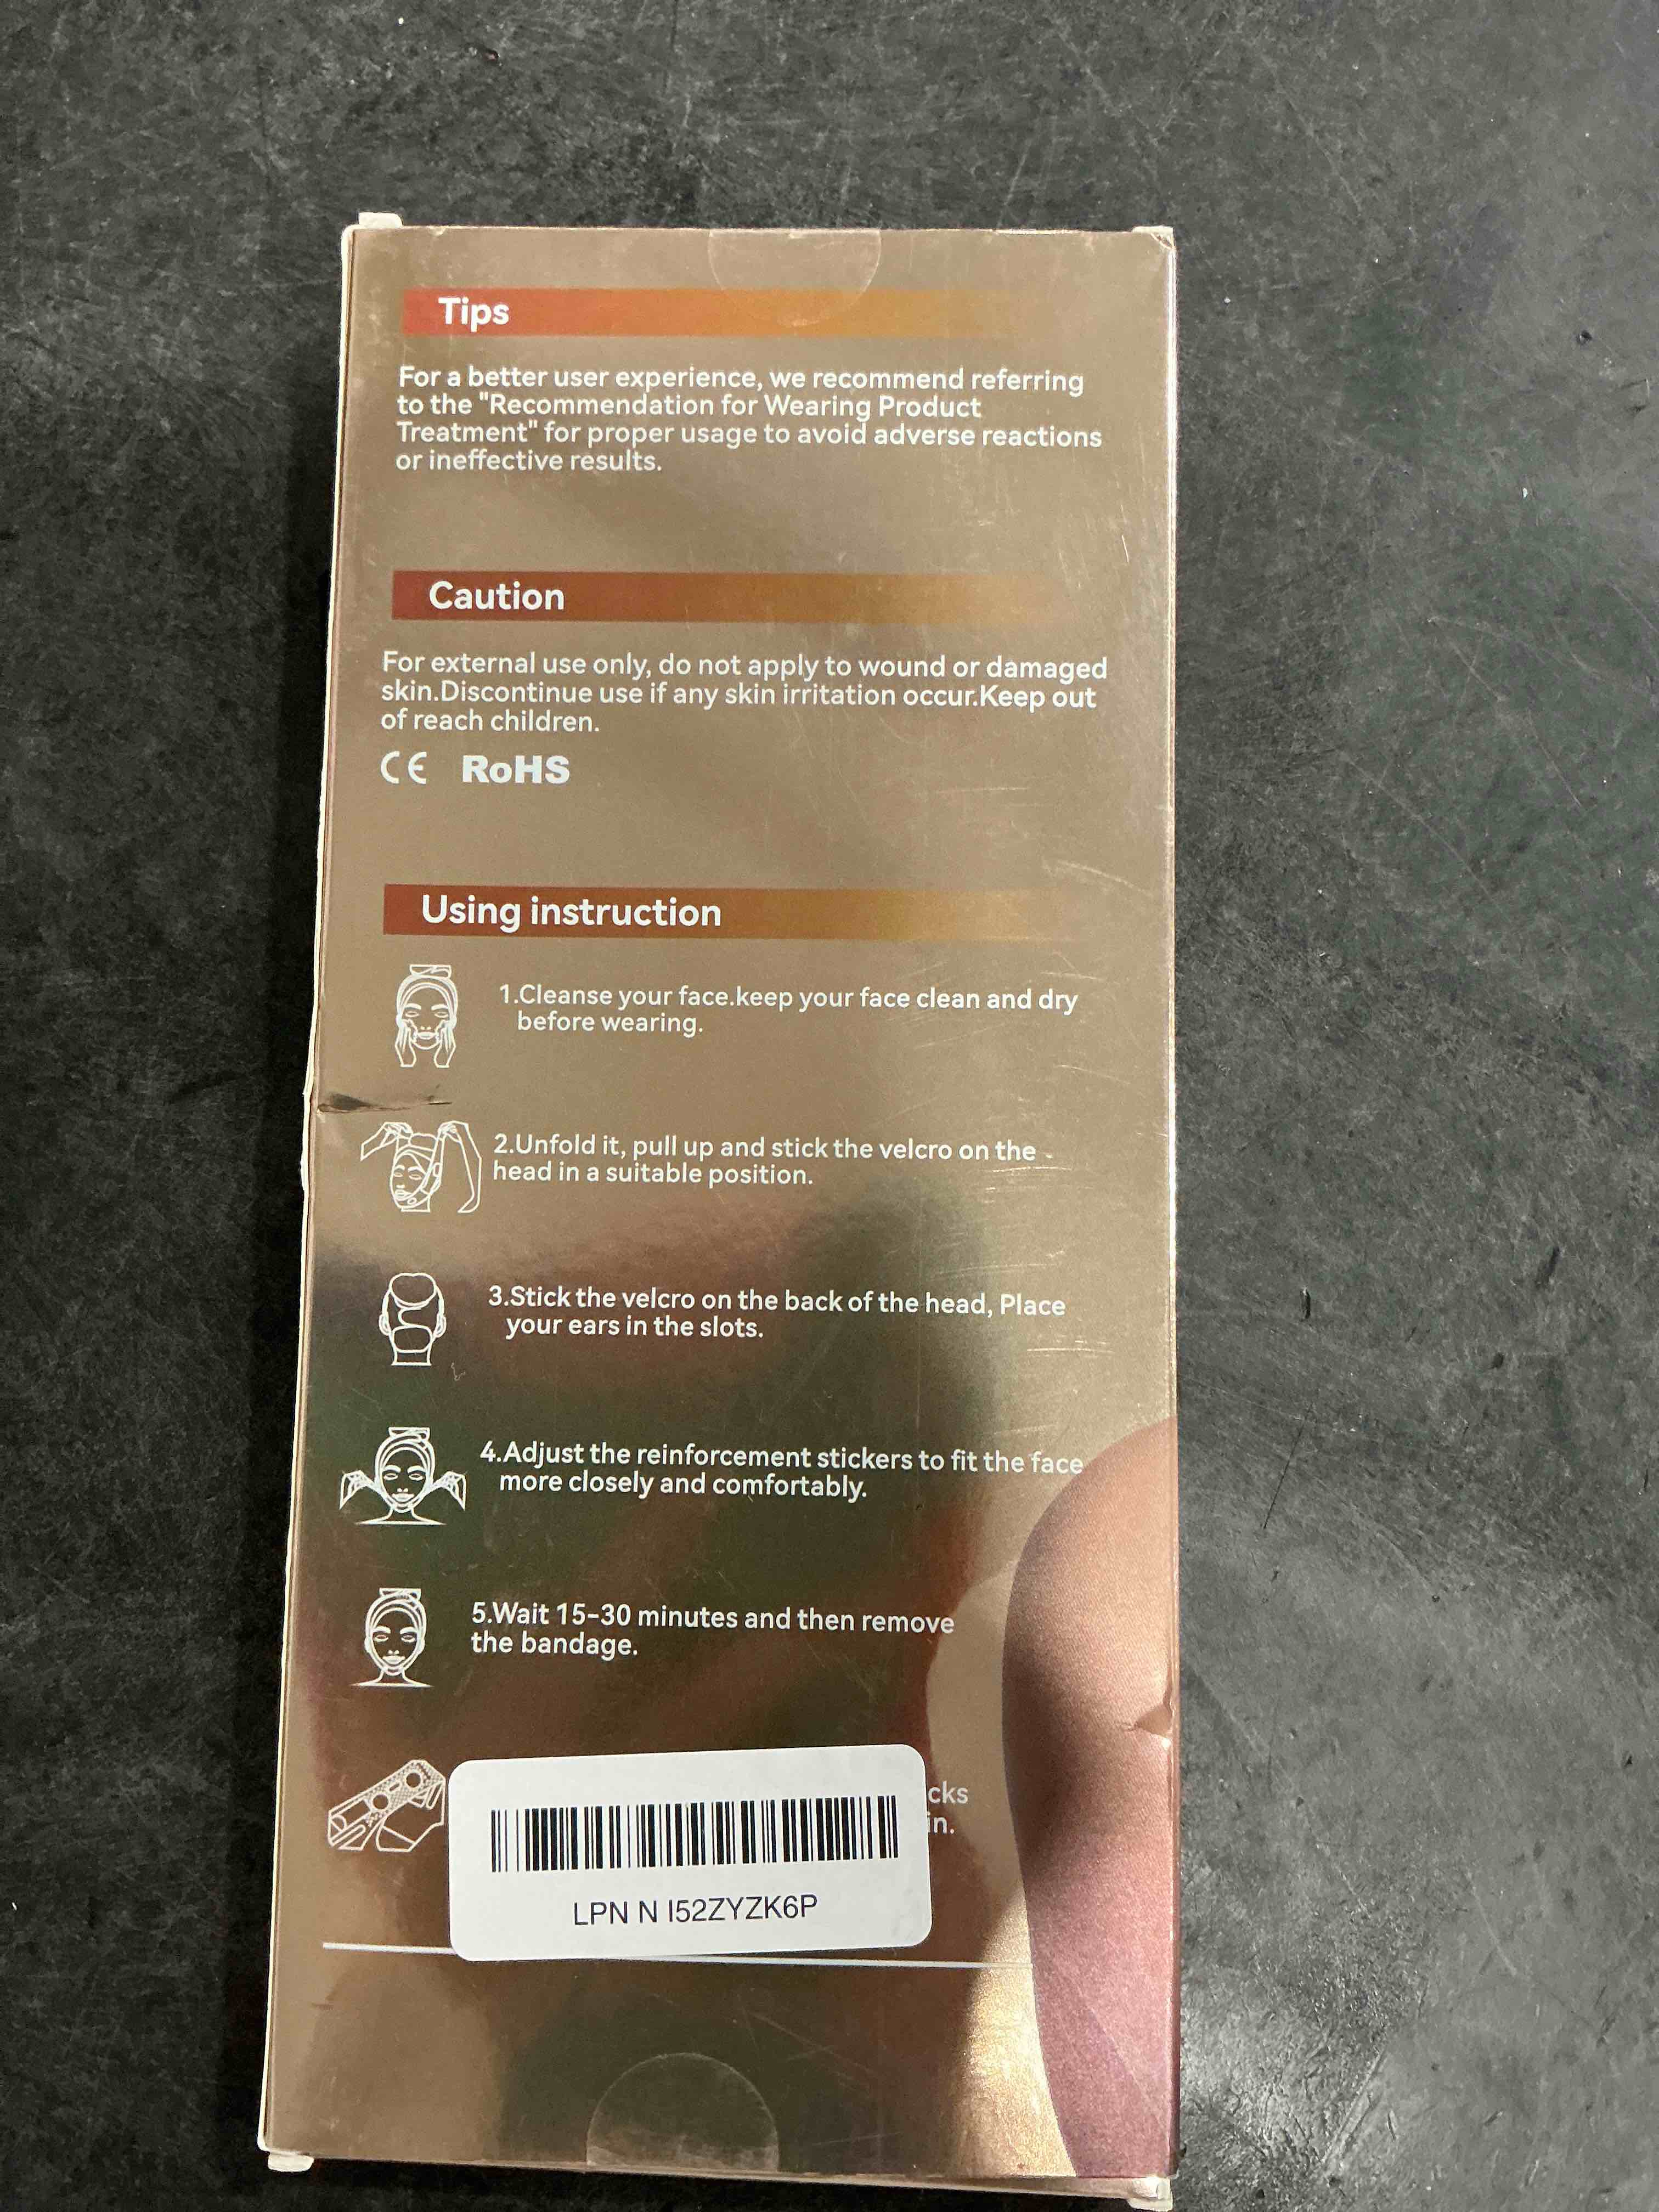 Tips
For a better user experience, we recommend referring
to the "Recommendation for Wearing Product
Treatment" for proper usage to avoid adverse reactions
or ineffective results.
Caution
For external use only, do not apply to wound or damaged
skin.Discontinue use if any skin irritation occur.Keep out
of reach children.
CE RoHS
Using instruction
1.Cleanse your face.keep your face clean and dry
before wearing.
2.Unfold it, pull up and stick the velcro on the
head in a suitable position.
3.Stick the velcro on the back of the head, Place
your ears in the slots.
4.Adjust the reinforcement stickers to fit the face
more closely and comfortably.
5.Wait 15-30 minutes and then remove
the bandage.
LPN N I52ZYZK6P